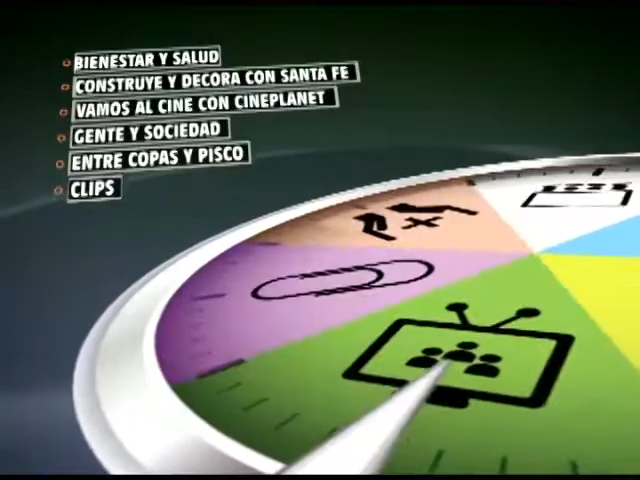 BIENESTAR Y SALUD
CONSTRUYE Y DECORA CON SANTA FE
VAMOS AL CINE CON CINEPLANET
GENTE Y SOCIEDAD
ENTRE COPAS Y PISCO
CLIPS